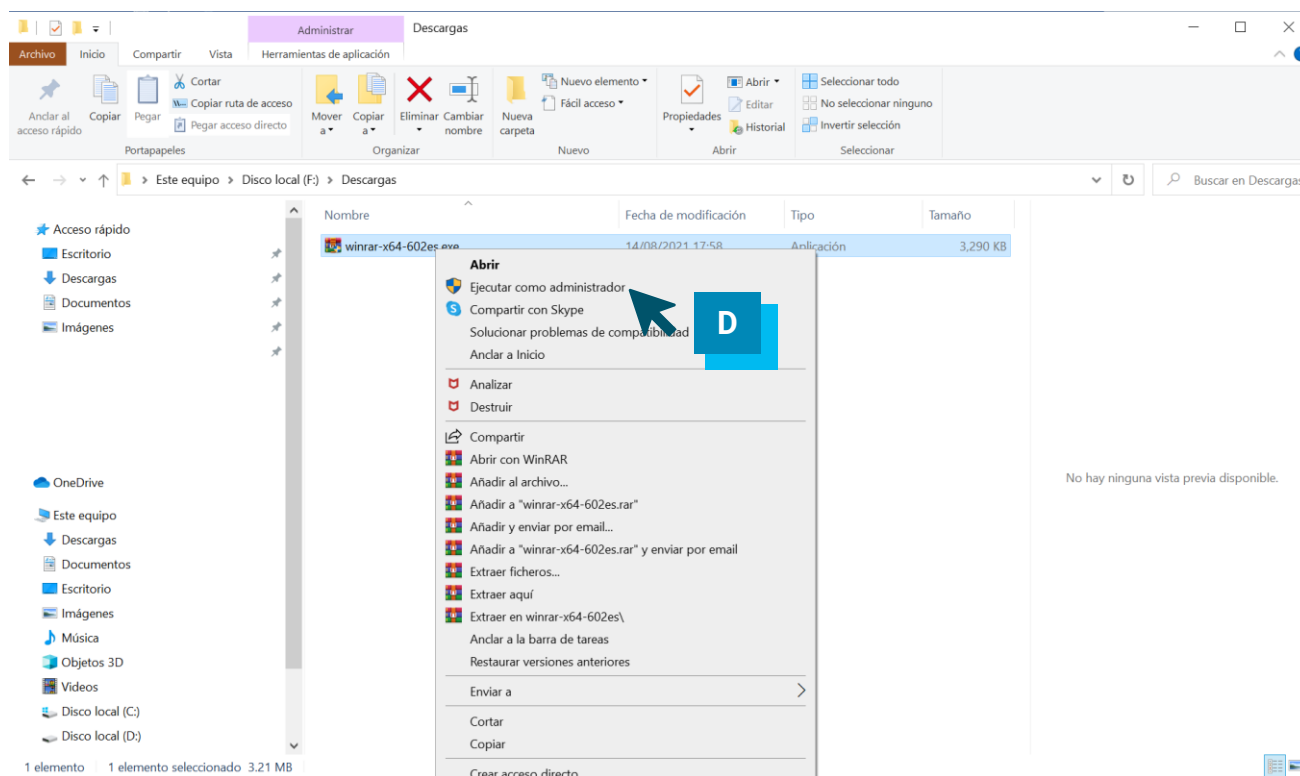 Administrar
Descargas
Archivo
Inicio
Compartir
Vista
Herramientas de aplicación
Anclar al
acceso rápido
Copiar
Pegar
Cortar
Copiar ruta de acceso
Pegar acceso directo
Portapapeles
Mover
a
Copiar
a
Eliminar
Cambiar
nombre
Organizar
Nueva
carpeta
Nuevo elemento
Fácil acceso
Nuevo
Propiedades
Abrir
Editar
Historial
Abrir
Seleccionar todo
No seleccionar ninguno
Invertir selección
Seleccionar
Este equipo > Disco local (F:) > Descargas
Buscar en Descargas
Nombre
Fecha de modificación
Tipo
Tamaño
winrar-x64-602es.exe
14/08/2021 17:58
Aplicación
3,290 KB
Acceso rápido
Escritorio
Descargas
Documentos
Imágenes
OneDrive
Este equipo
Descargas
Documentos
Escritorio
Imágenes
Música
Objetos 3D
Videos
Disco local (C:)
Disco local (D:)
Abrir
Ejecutar como administrador
Compartir con Skype
Solucionar problemas de compatibilidad
Anclar a Inicio
D
Analizar
Destruir
Compartir
Abrir con WinRAR
Añadir al archivo...
Añadir a "winrar-x64-602es.rar"
Añadir y enviar por email...
Añadir a "winrar-x64-602es.rar" y enviar por email
Extraer ficheros...
Extraer aquí
Extraer en winrar-x64-602es\
Anclar a la barra de tareas
Restaurar versiones anteriores
Enviar a
Cortar
Copiar
Crear acceso directo
No hay ninguna vista previa disponible.
1 elemento
1 elemento seleccionado 3.21 MB